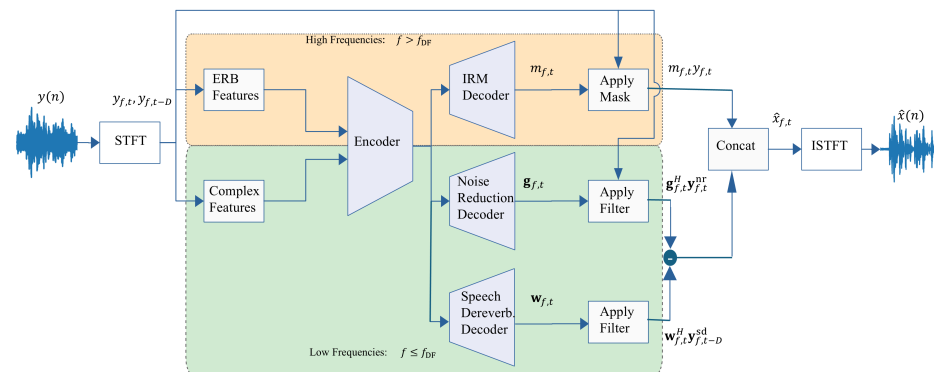 High Frequencies: f > f_DF
y(n)
y_{f,t}, y_{f,t−D}
STFT
ERB
Features
Complex
Features
Encoder
IRM
Decoder
m_{f,t}
Apply
Mask
m_{f,t}y_{f,t}
Noise
Reduction
Decoder
g_{f,t}
Apply
Filter
g^H_{f,t}y^{nr}_{f,t}
-
Speech
Dereverb.
Decoder
w_{f,t}
Apply
Filter
w^H_{f,t}y^{sd}_{f,t−D}
Concat
x̂_{f,t}
ISTFT
x̂(n)
Low Frequencies: f ≤ f_DF